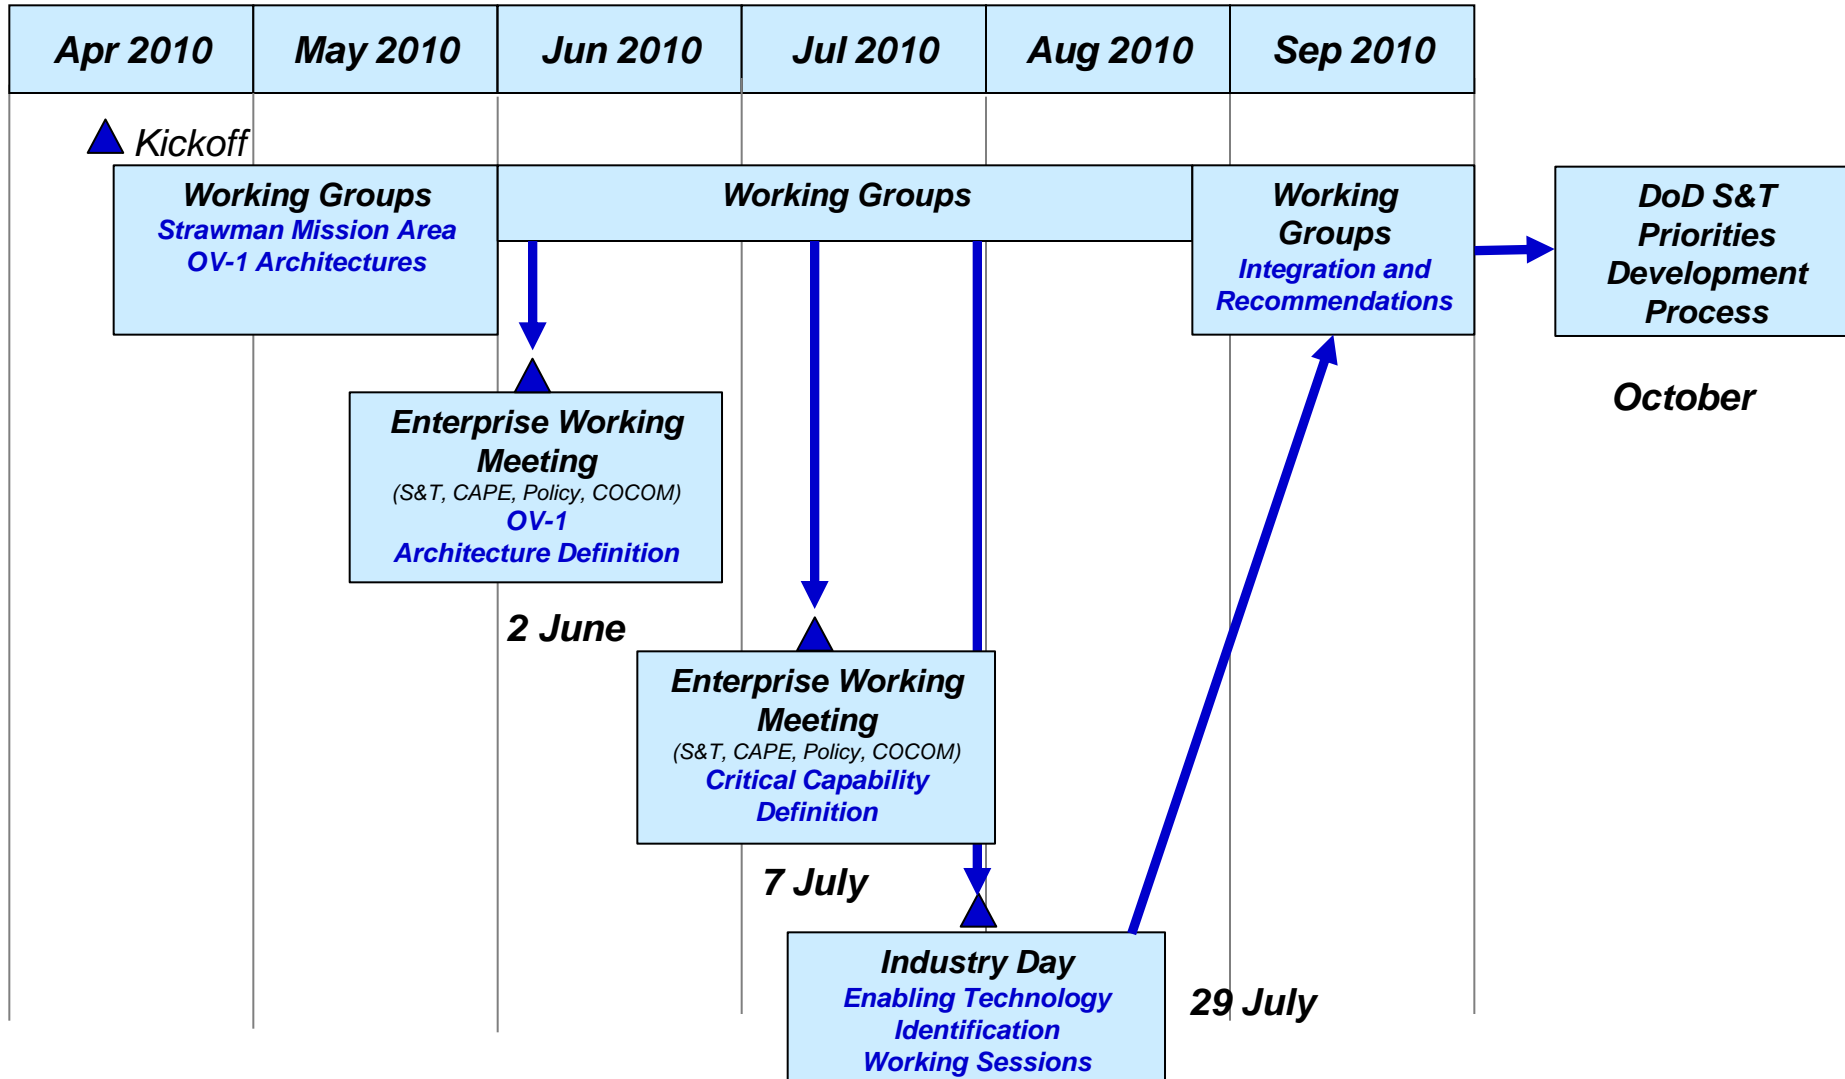 Apr 2010
May 2010
Jun 2010
Jul 2010
Aug 2010
Sep 2010
Kickoff
Working Groups
Strawman Mission Area
OV-1 Architectures
Working Groups
Working
Groups
Integration and
Recommendations
DoD S&T
Priorities
Development
Process
October
Enterprise Working
Meeting
(S&T, CAPE, Policy, COCOM)
OV-1
Architecture Definition
2 June
Enterprise Working
Meeting
(S&T, CAPE, Policy, COCOM)
Critical Capability
Definition
7 July
Industry Day
Enabling Technology
Identification
Working Sessions
29 July